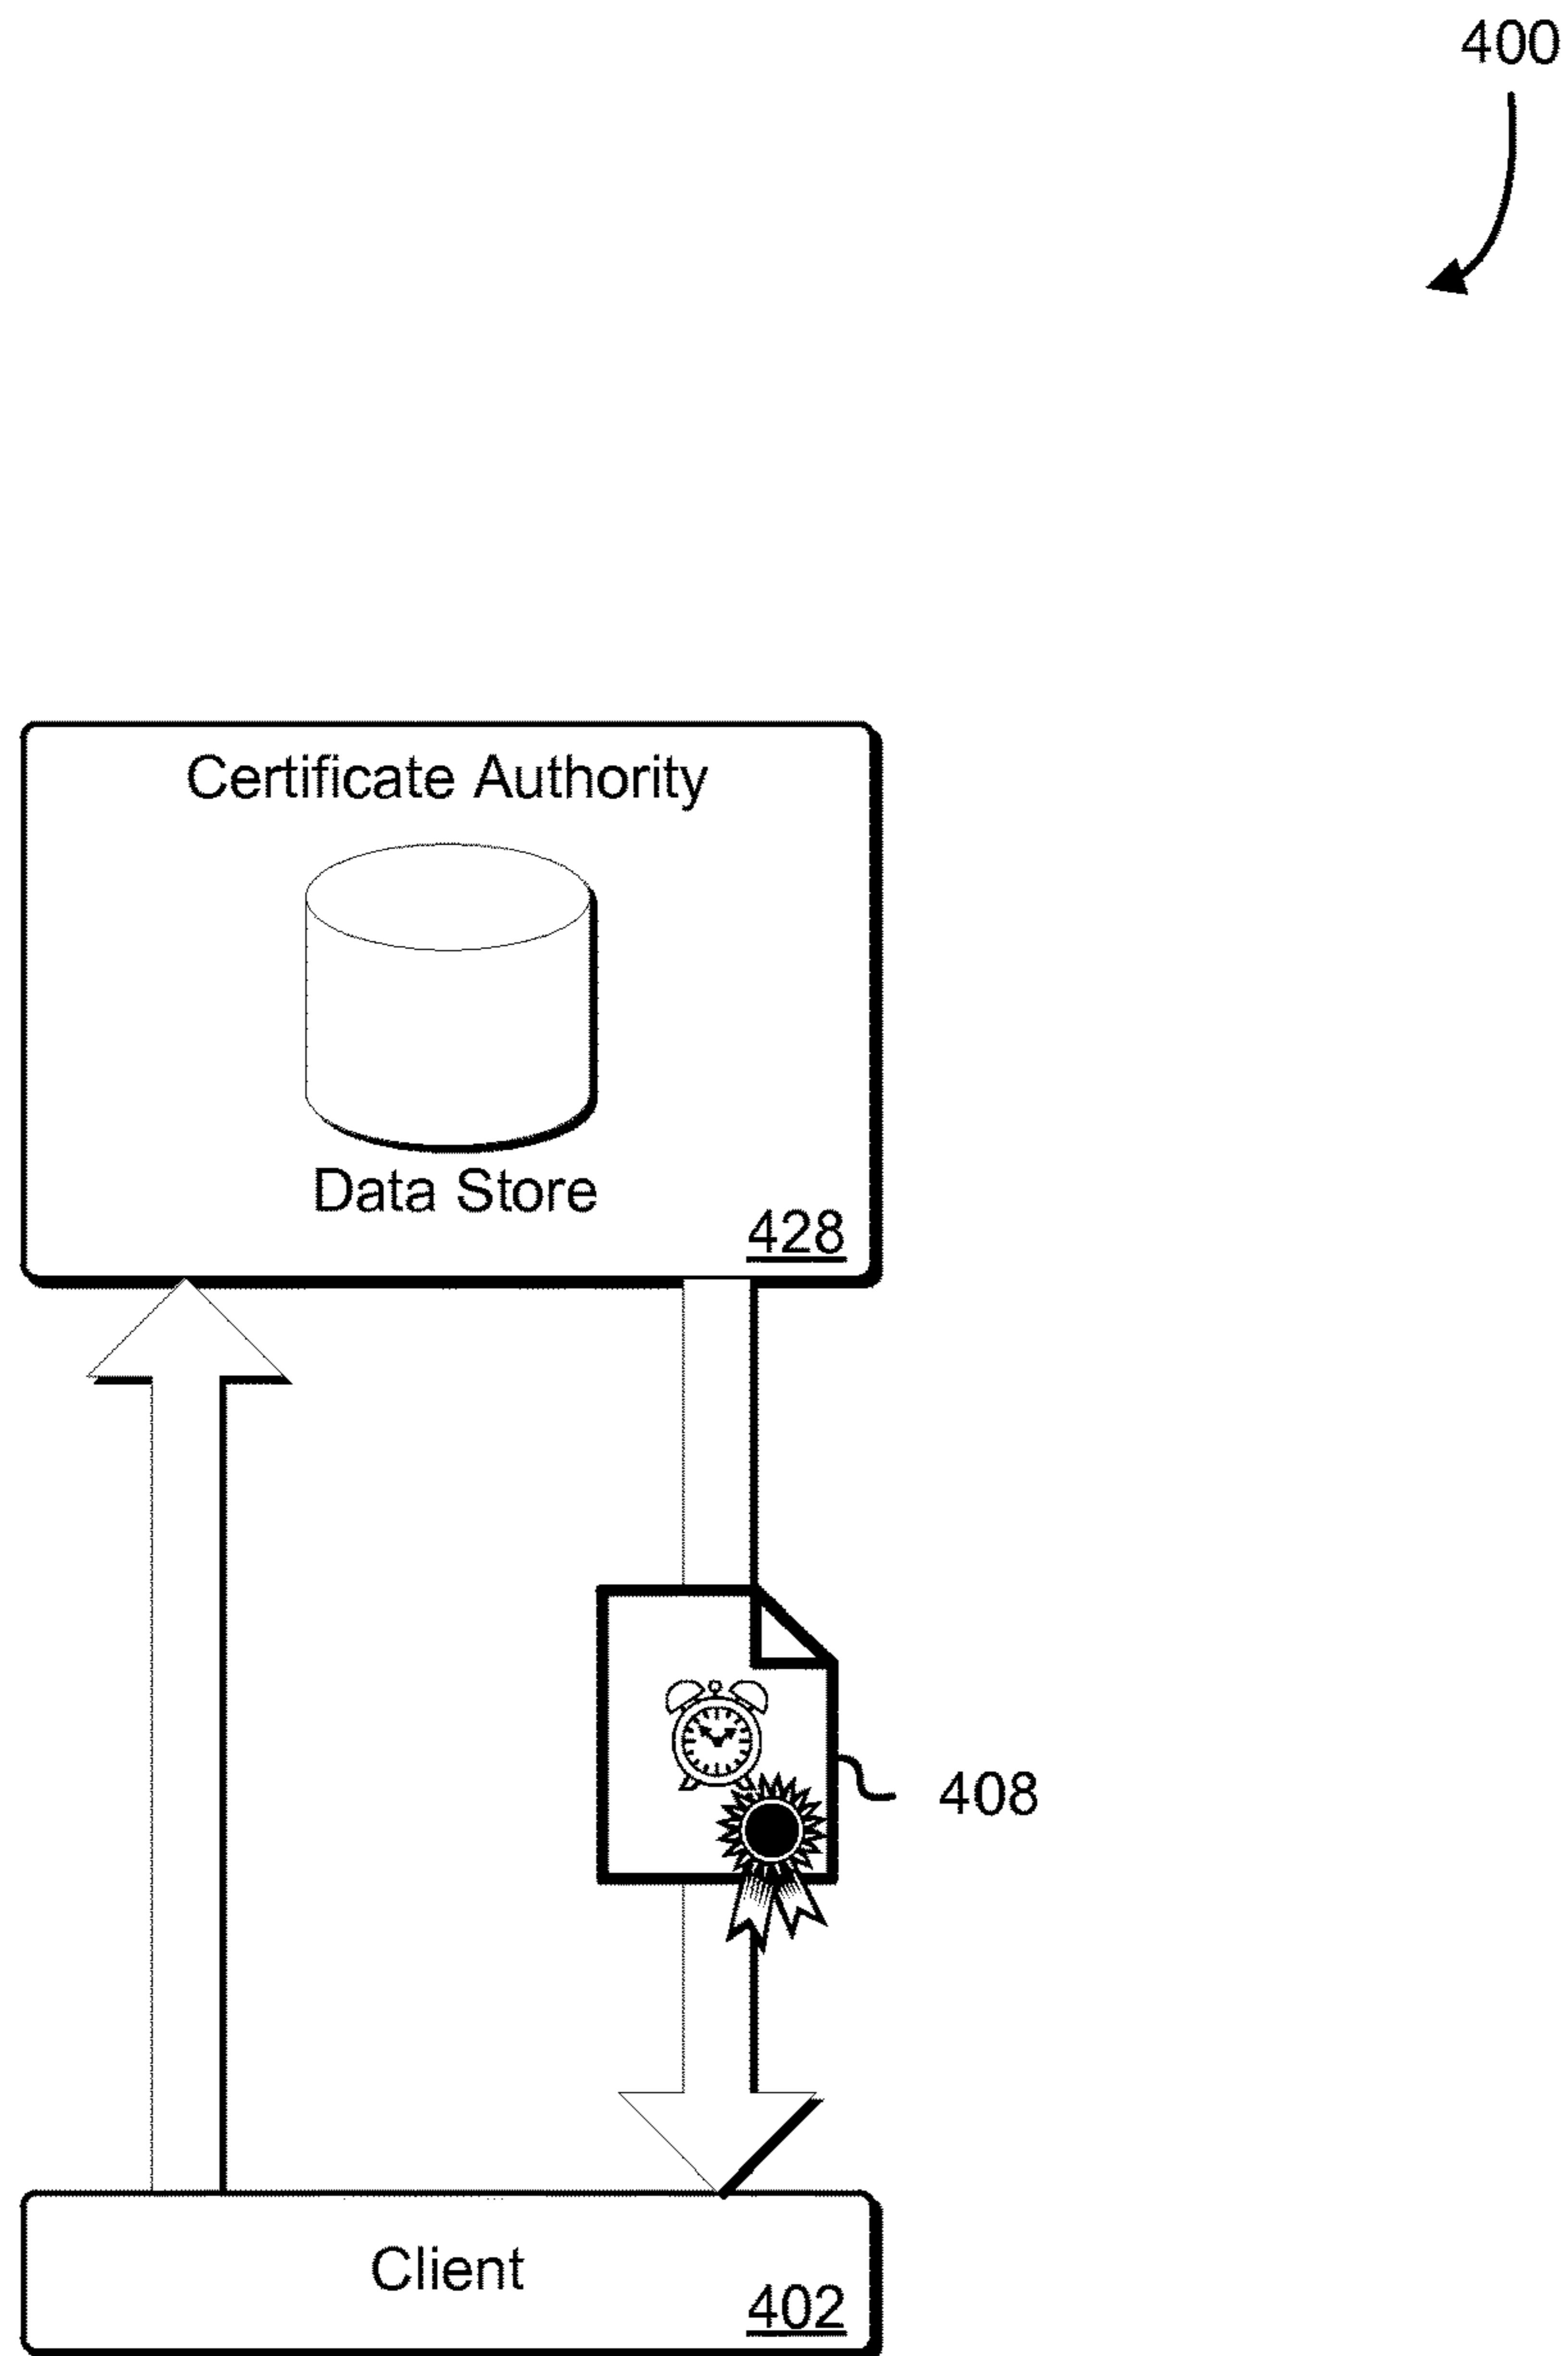 400
Certificate Authority
Data Store
428
408
Client
402